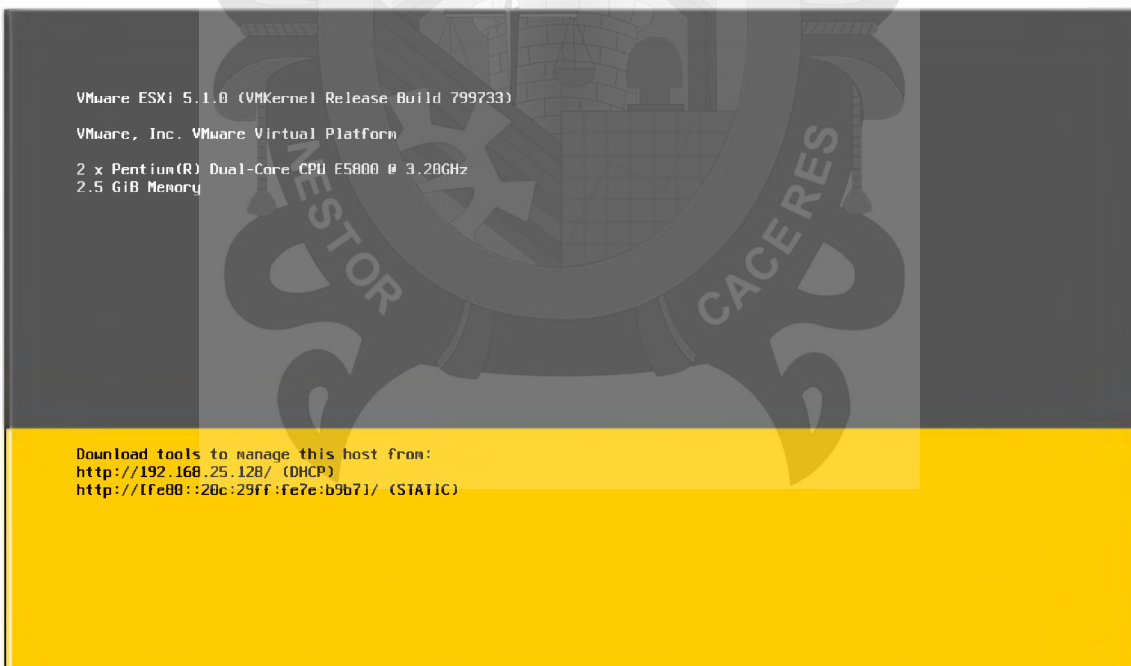 VMware ESXi 5.1.0 (VMKernel Release Build 799733)
VMware, Inc. VMware Virtual Platform
2 x Pentium(R) Dual-Core CPU E5800 @ 3.20GHz
2.5 GiB Memory
NESTOR CACERES
Download tools to manage this host from:
http://192.168.25.128/ (DHCP)
http://[fe80::20c:29ff:fe7e:b9b7]/ (STATIC)